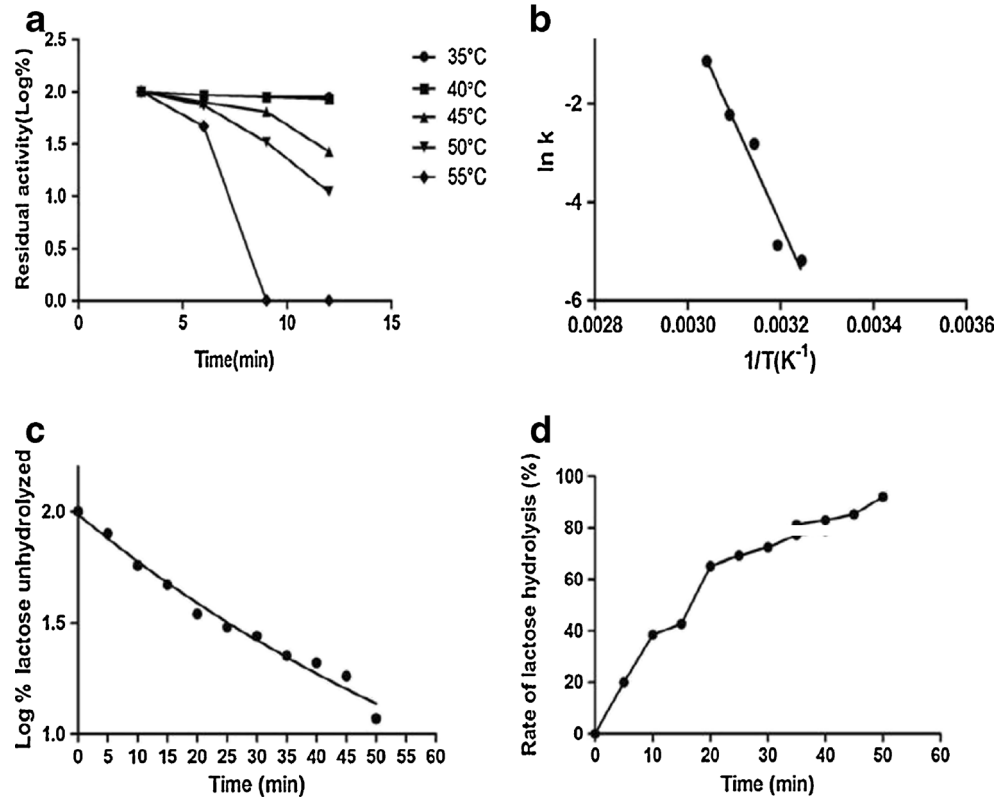 a
Residual activity(Log%)
2.5
2.0
1.5
1.0
0.5
0.0
0
5
10
15
Time(min)
35°C
40°C
45°C
50°C
55°C
b
ln k
-2
-4
-6
0.0028
0.0030
0.0032
0.0034
0.0036
1/T(K-1)
c
Log % lactose unhydrolyzed
2.0
1.5
1.0
0 5 10 15 20 25 30 35 40 45 50 55 60
Time (min)
d
Rate of lactose hydrolysis (%)
100
80
60
40
20
0
0 10 20 30 40 50 60
Time (min)